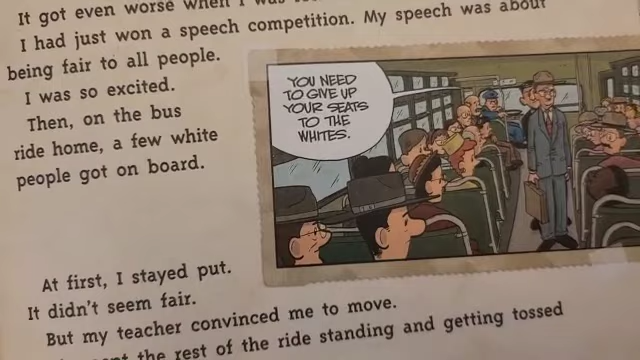 It got even worse when I was
I had just won a speech competition. My speech was about
being fair to all people.
I was so excited.
Then, on the bus
ride home, a few white
people got on board.
YOU NEED
TO GIVE UP
YOUR SEATS
TO THE
WHITES.
At first, I stayed put.
It didn't seem fair.
But my teacher convinced me to move.
the rest of the ride standing and getting tossed